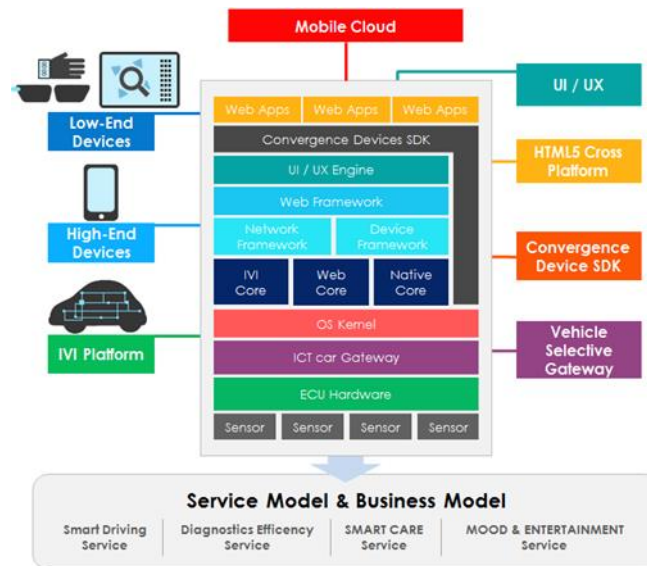 Mobile Cloud
Low-End
Devices
High-End
Devices
IVI Platform
Web Apps Web Apps Web Apps
Convergence Devices SDK
UI / UX Engine
Web Framework
Network
Framework
Device
Framework
IVI
Core
Web
Core
Native
Core
OS Kernel
ICT car Gateway
ECU Hardware
Sensor Sensor Sensor Sensor
UI / UX
HTML5 Cross
Platform
Convergence
Device SDK
Vehicle
Selective
Gateway
Service Model & Business Model
Smart Driving
Service
Diagnostics Efficency
Service
SMART CARE
Service
MOOD & ENTERTAINMENT
Service